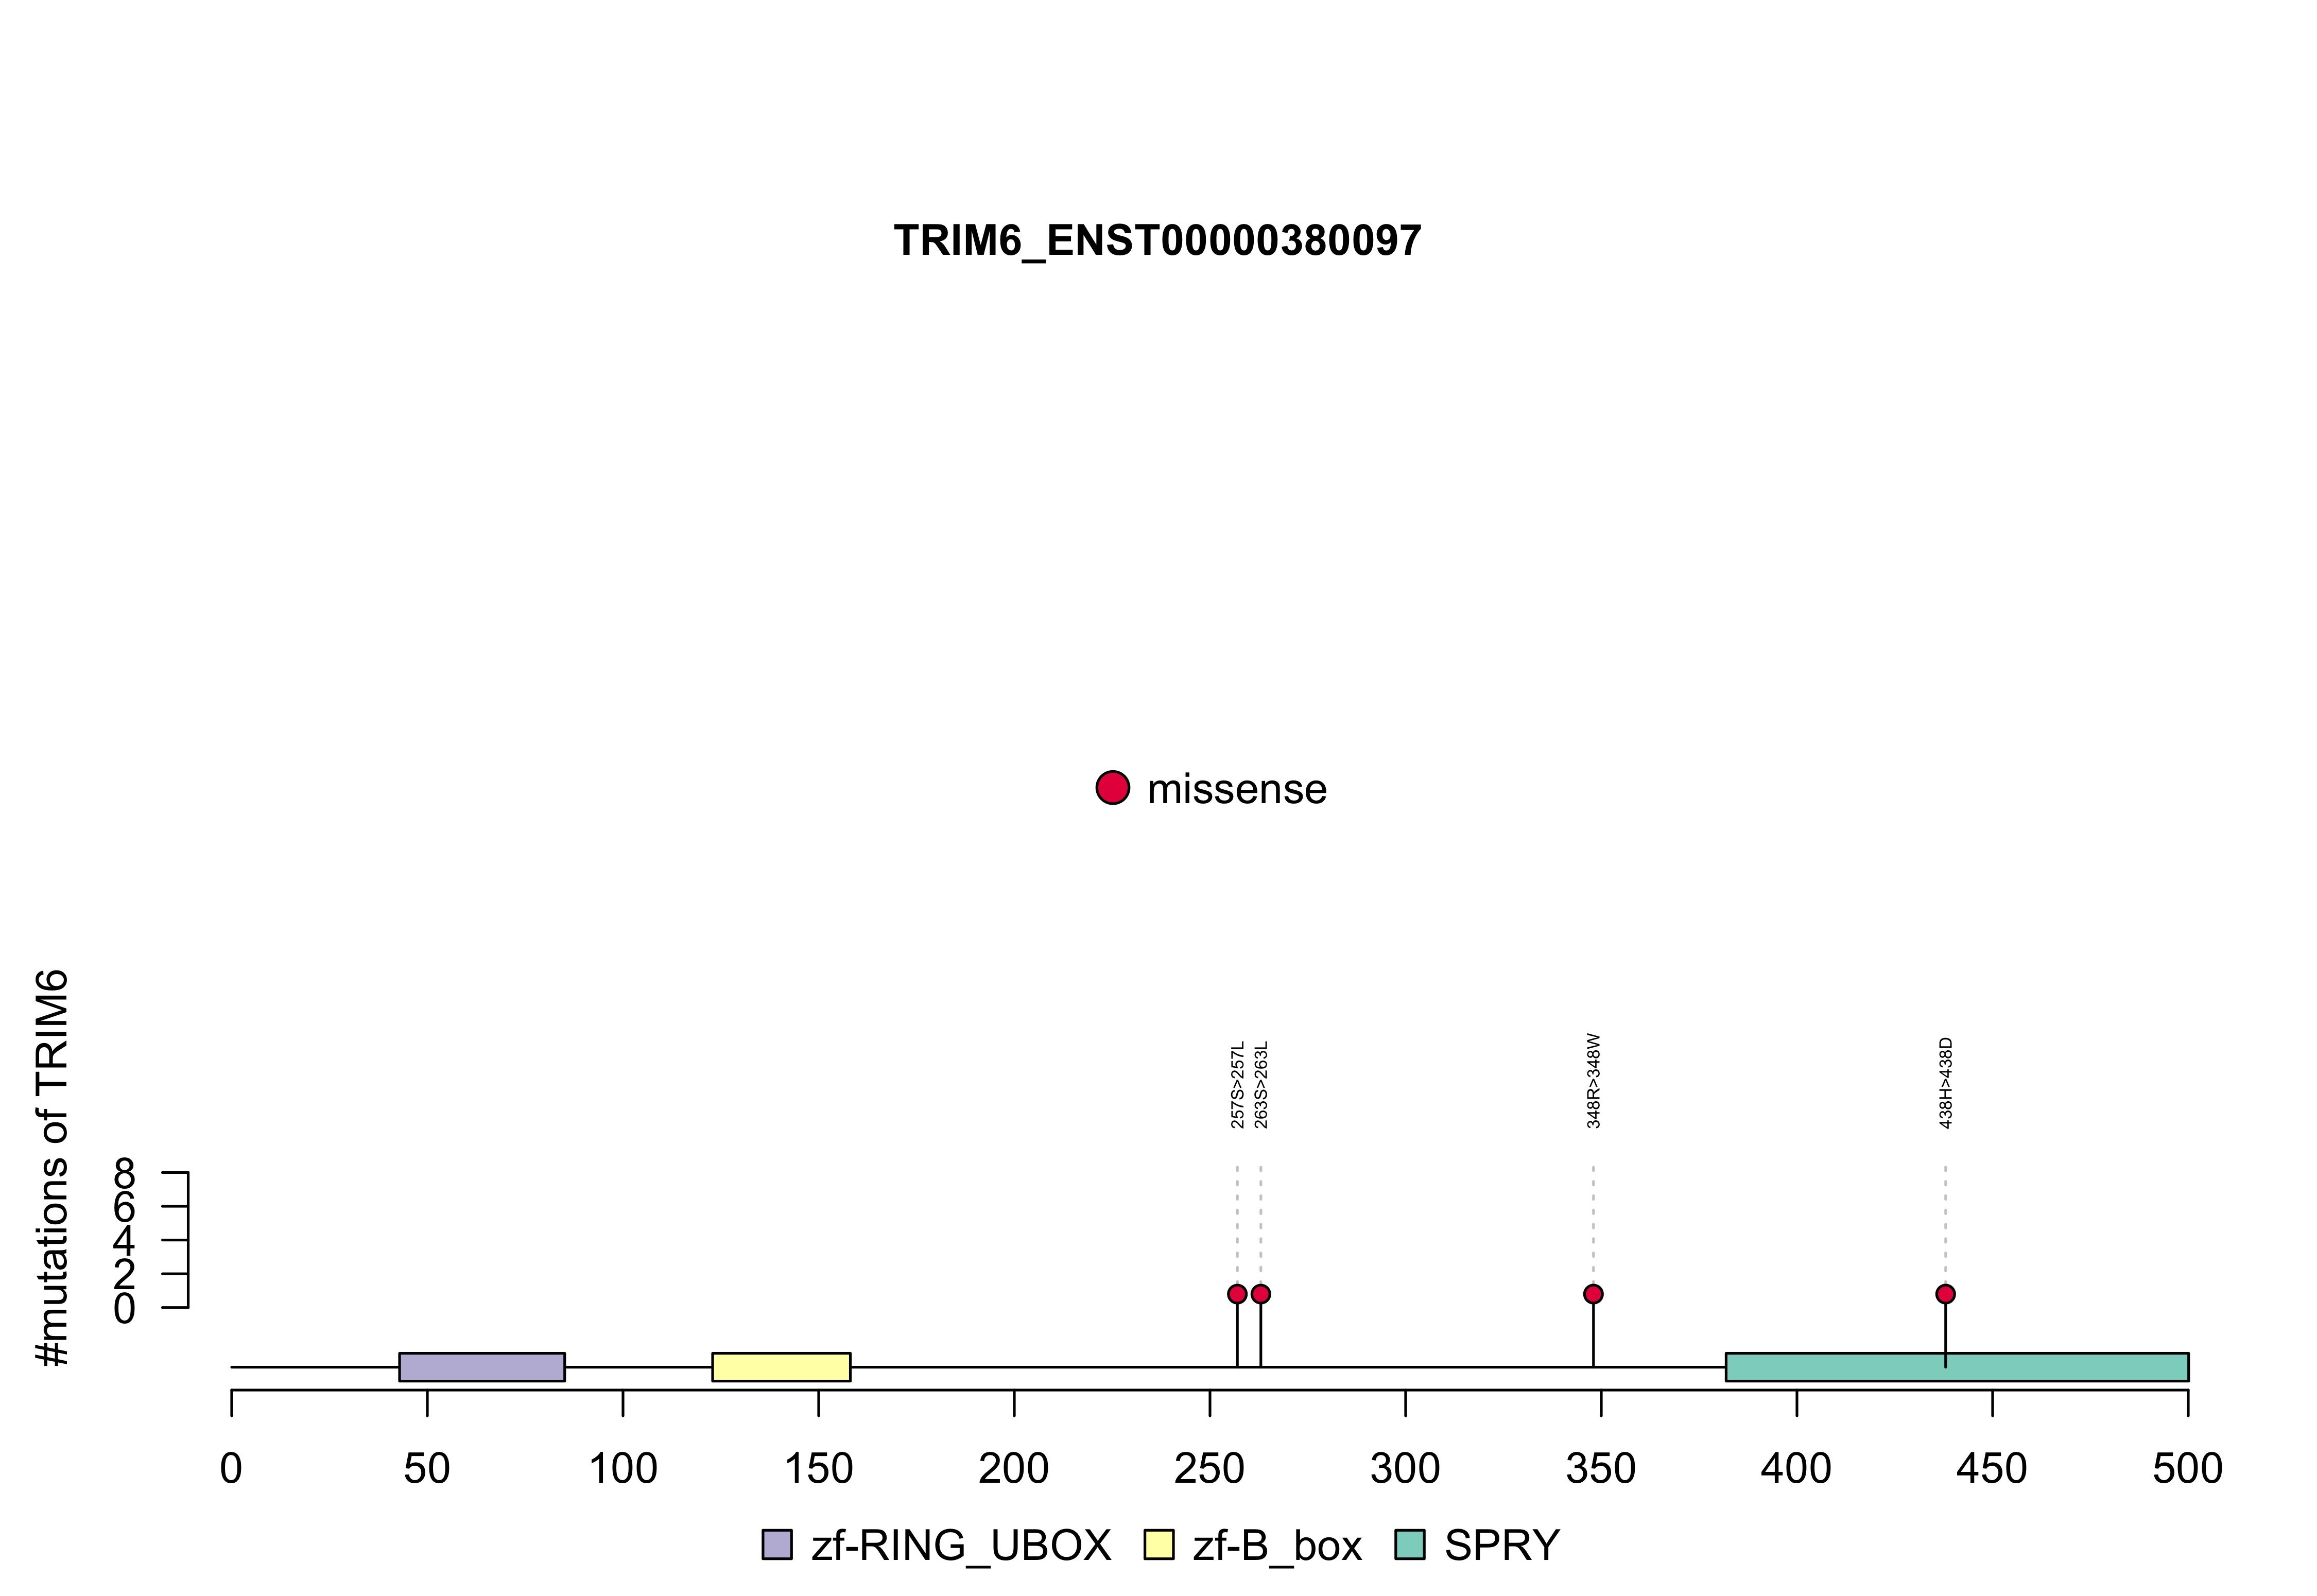 TRIM6_ENST00000380097
missense
#mutations of TRIM6
257S>257L
263S>263L
348R>348W
438H>438D
8
6
4
2
0
0 50 100 150 200 250 300 350 400 450 500
zf-RING_UBOX zf-B_box SPRY